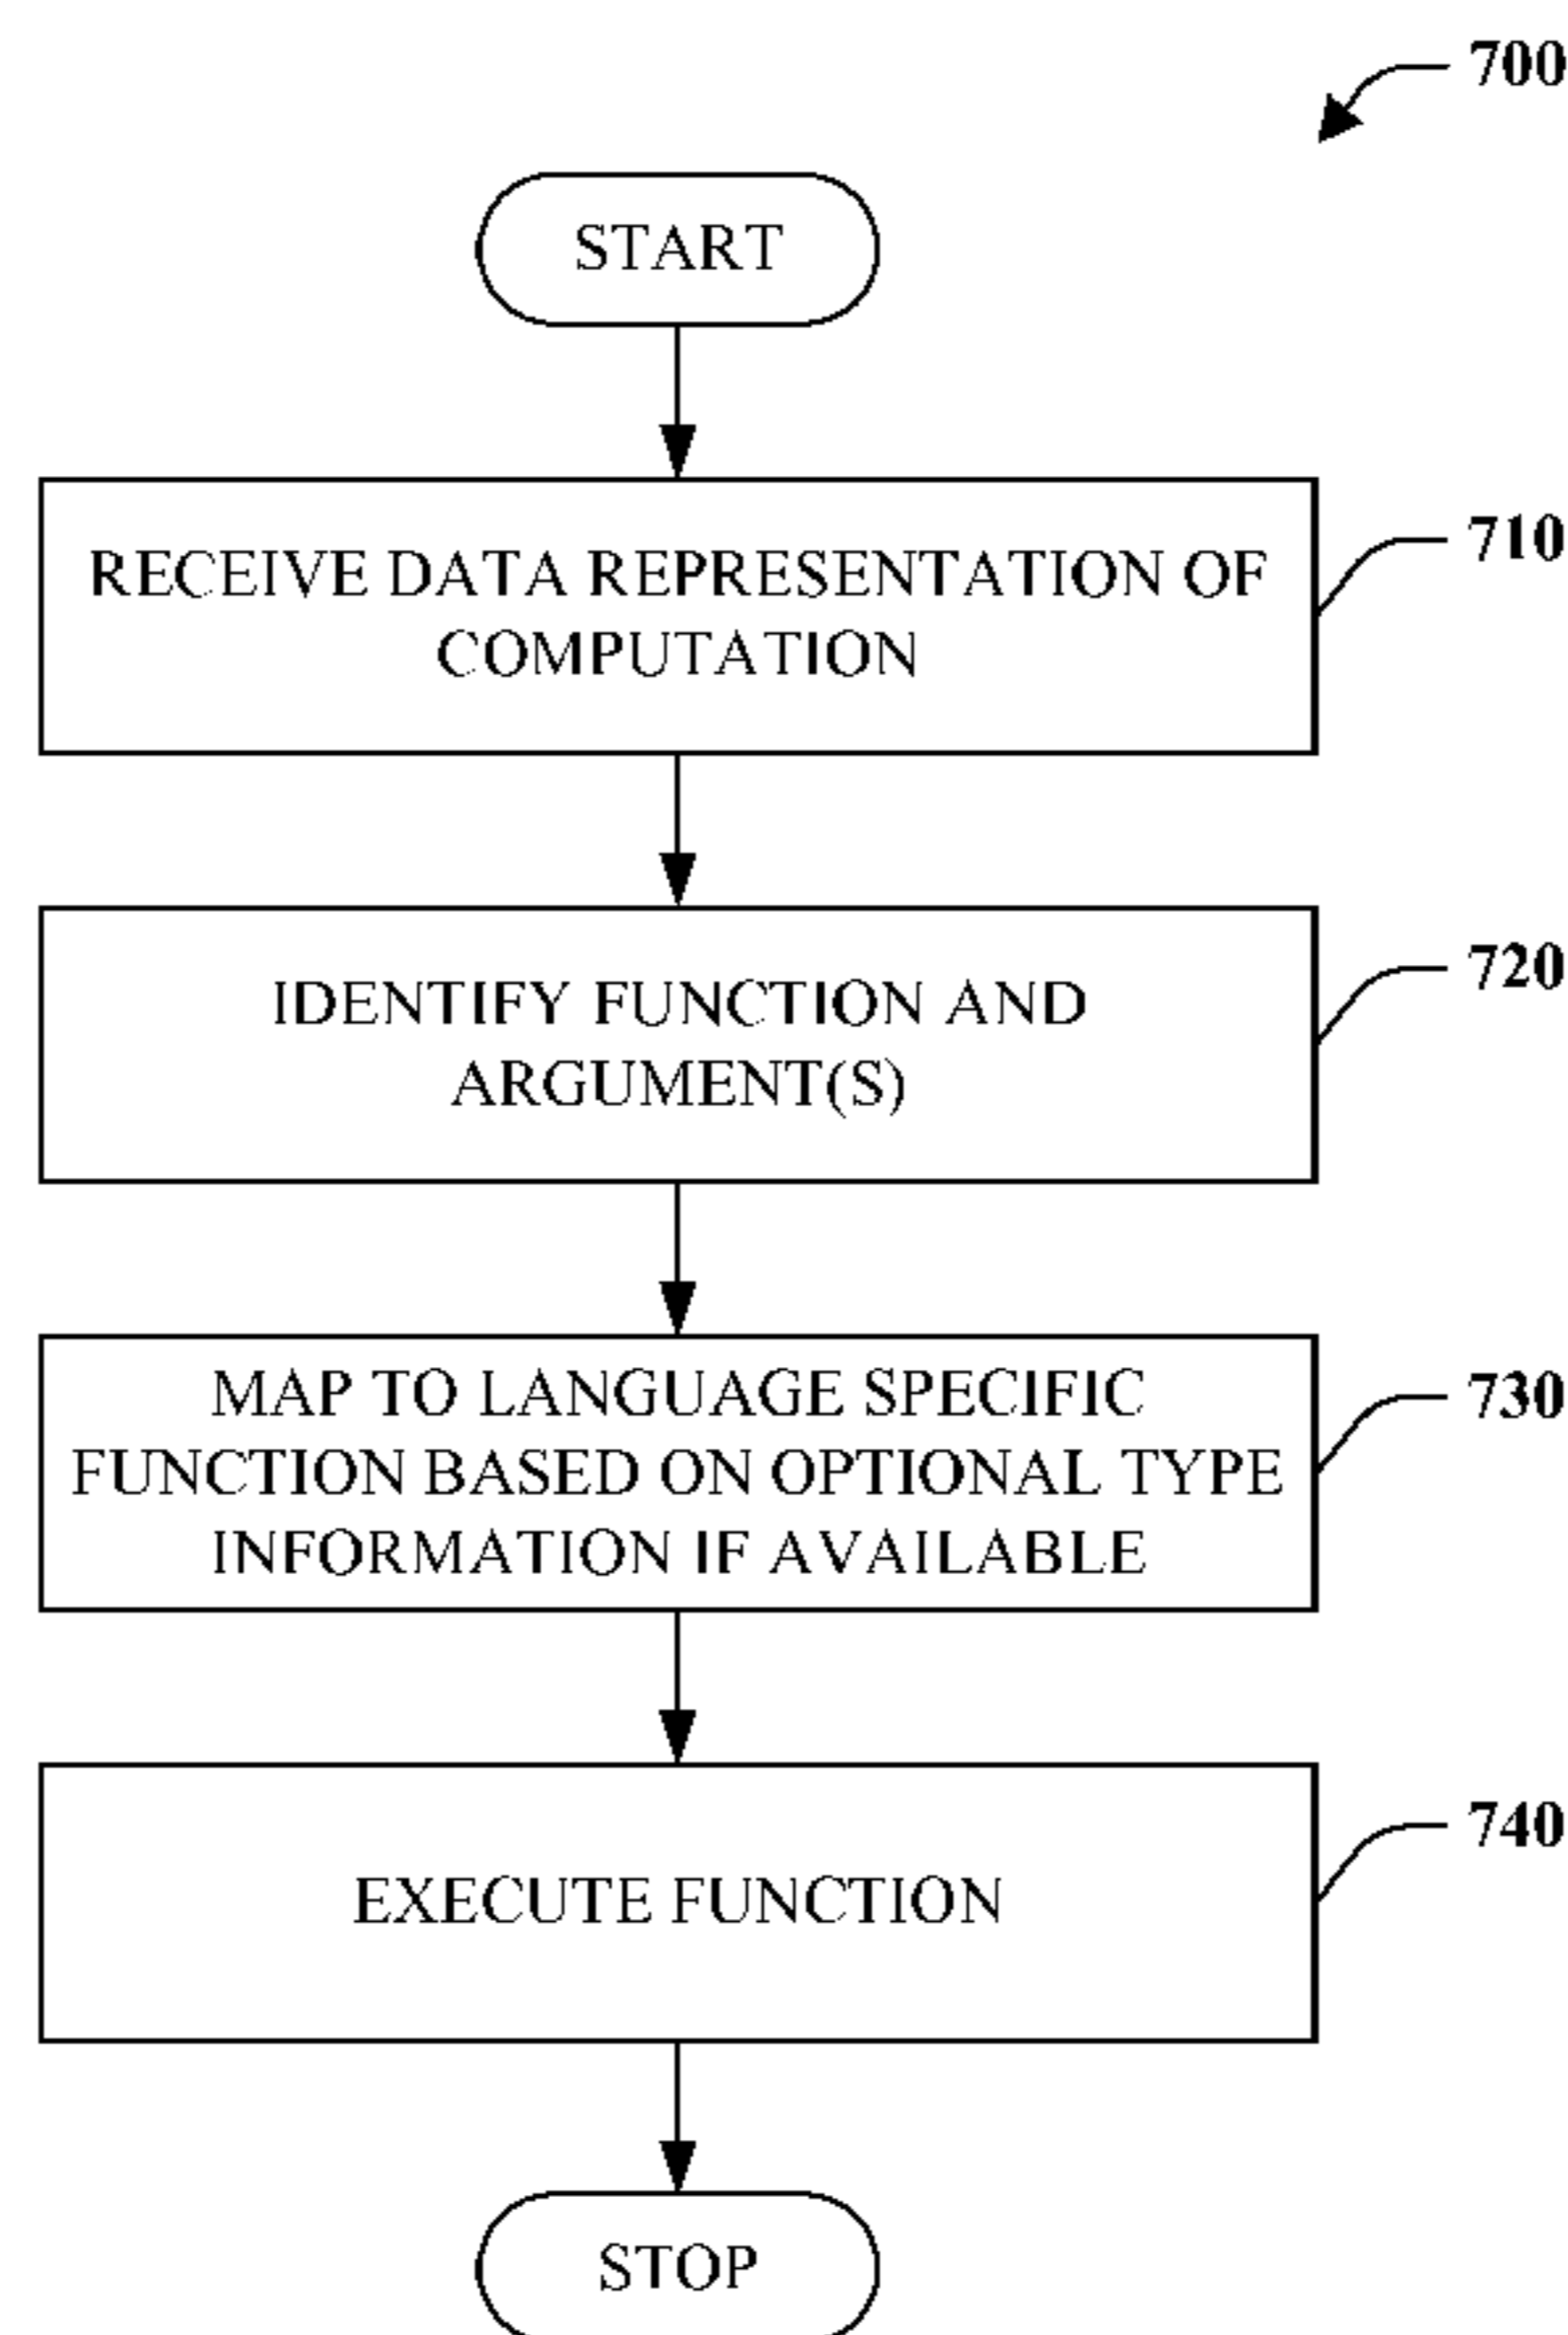 700
START
RECEIVE DATA REPRESENTATION OF
COMPUTATION
710
IDENTIFY FUNCTION AND
ARGUMENT(S)
720
MAP TO LANGUAGE SPECIFIC
FUNCTION BASED ON OPTIONAL TYPE
INFORMATION IF AVAILABLE
730
EXECUTE FUNCTION
740
STOP